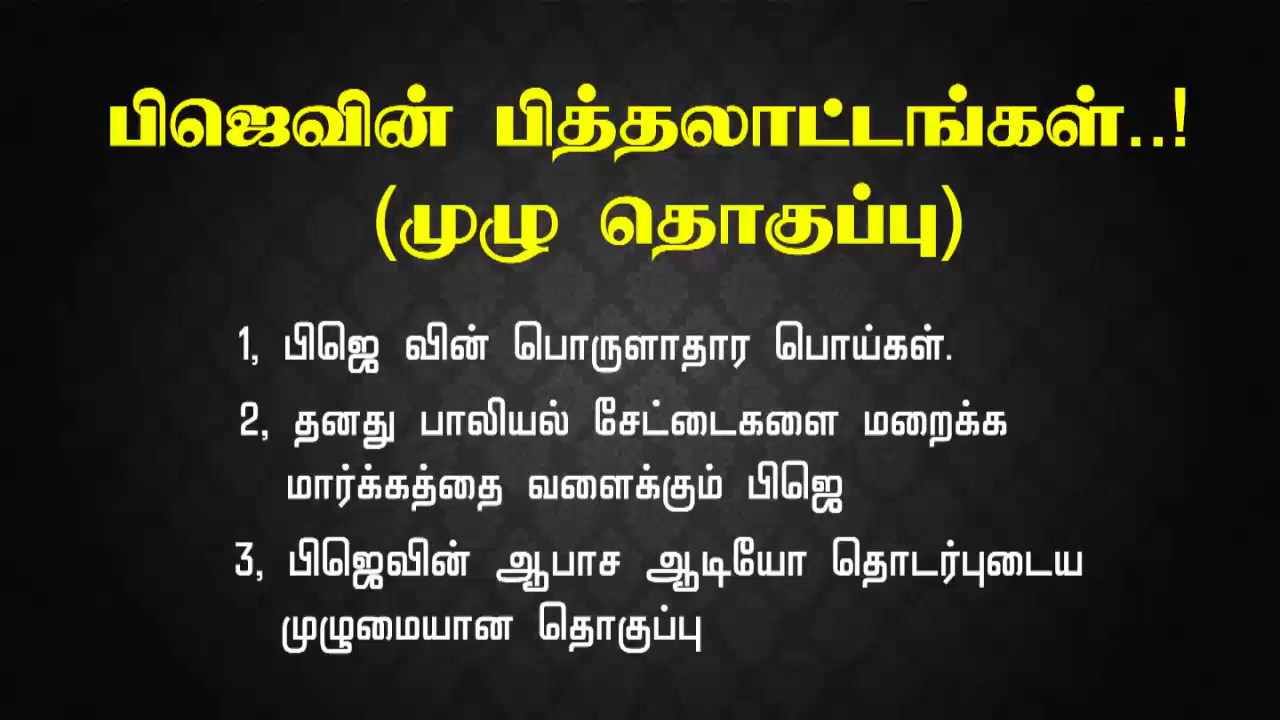 பிஜெவின் பித்தலாட்டங்கள்..!
(முழு தொகுப்பு)
1, பிஜெ வின் பொருளாதார பொய்கள்.
2, தனது பாலியல் சேட்டைகளை மறைக்க
மார்க்கத்தை வளைக்கும் பிஜெ
3, பிஜெவின் ஆபாச ஆடியோ தொடர்புடைய
முழுமையான தொகுப்பு